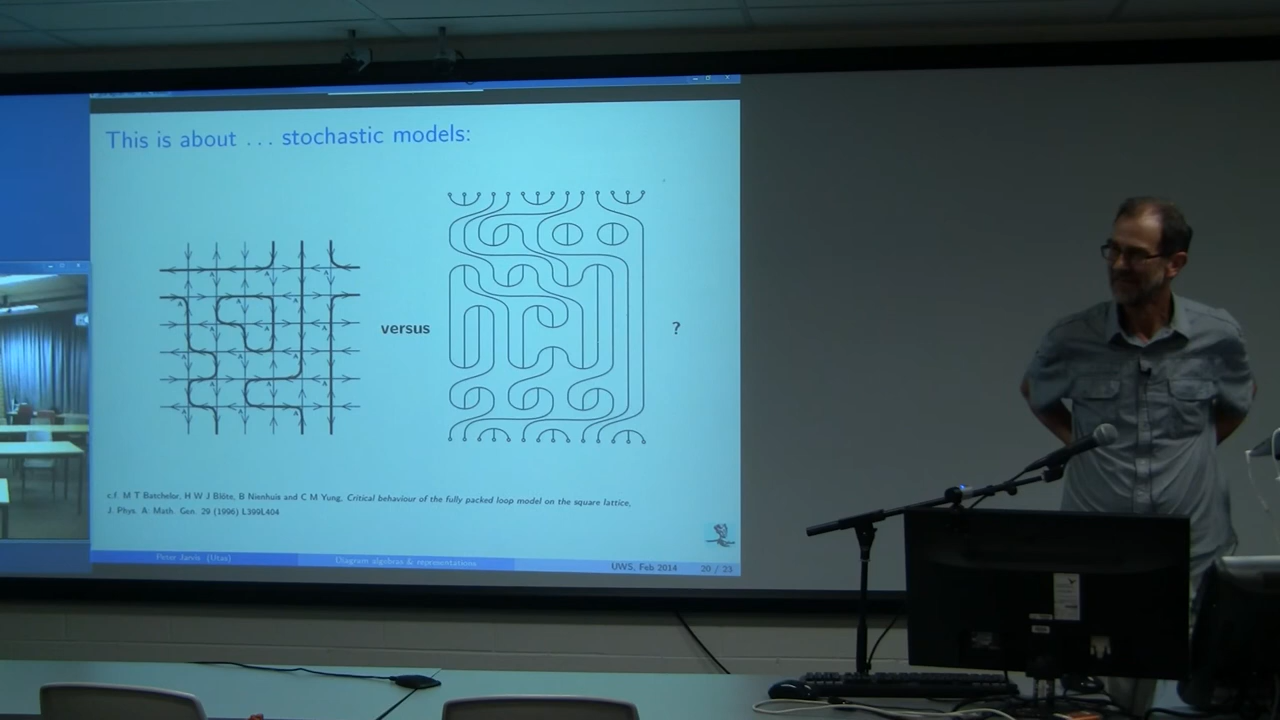 This is about ... stochastic models:
versus
?
c.f. M T Batchelor, H W J Blöte, B Nienhuis and C M Yung, Critical behaviour of the fully packed loop model on the square lattice,
J. Phys. A: Math. Gen. 29 (1996) L399L404
Peter Jarvis (Utas) Diagram algebras & representations UWS, Feb 2014 20 / 23